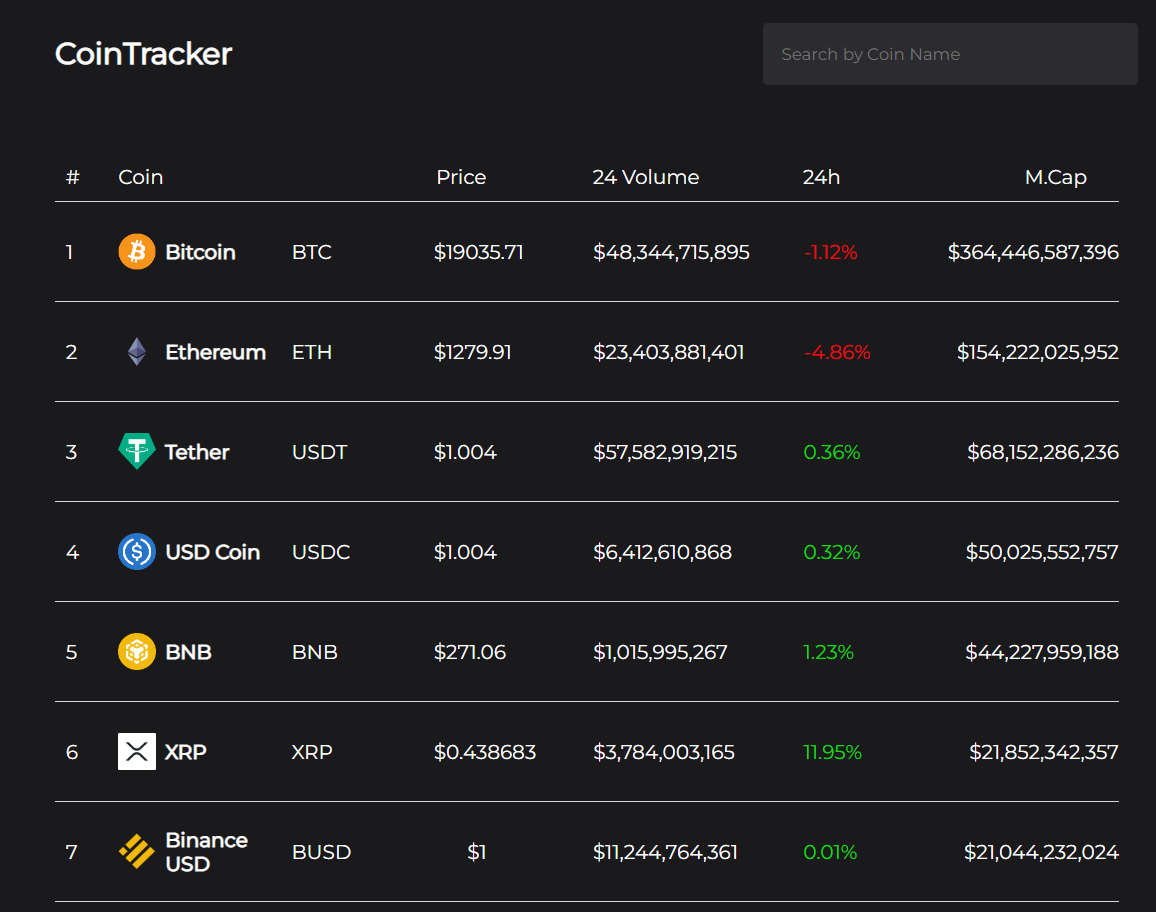 CoinTracker
Search by Coin Name
# Coin Price 24 Volume 24h M.Cap
1 Bitcoin BTC $19035.71 $48,344,715,895 -1.12% $364,446,587,396
2 Ethereum ETH $1279.91 $23,403,881,401 -4.86% $154,222,025,952
3 Tether USDT $1.004 $57,582,919,215 0.36% $68,152,286,236
4 USD Coin USDC $1.004 $6,412,610,868 0.32% $50,025,552,757
5 BNB BNB $271.06 $1,015,995,267 1.23% $44,227,959,188
6 XRP XRP $0.438683 $3,784,003,165 11.95% $21,852,342,357
7 Binance USD BUSD $1 $11,244,764,361 0.01% $21,044,232,024